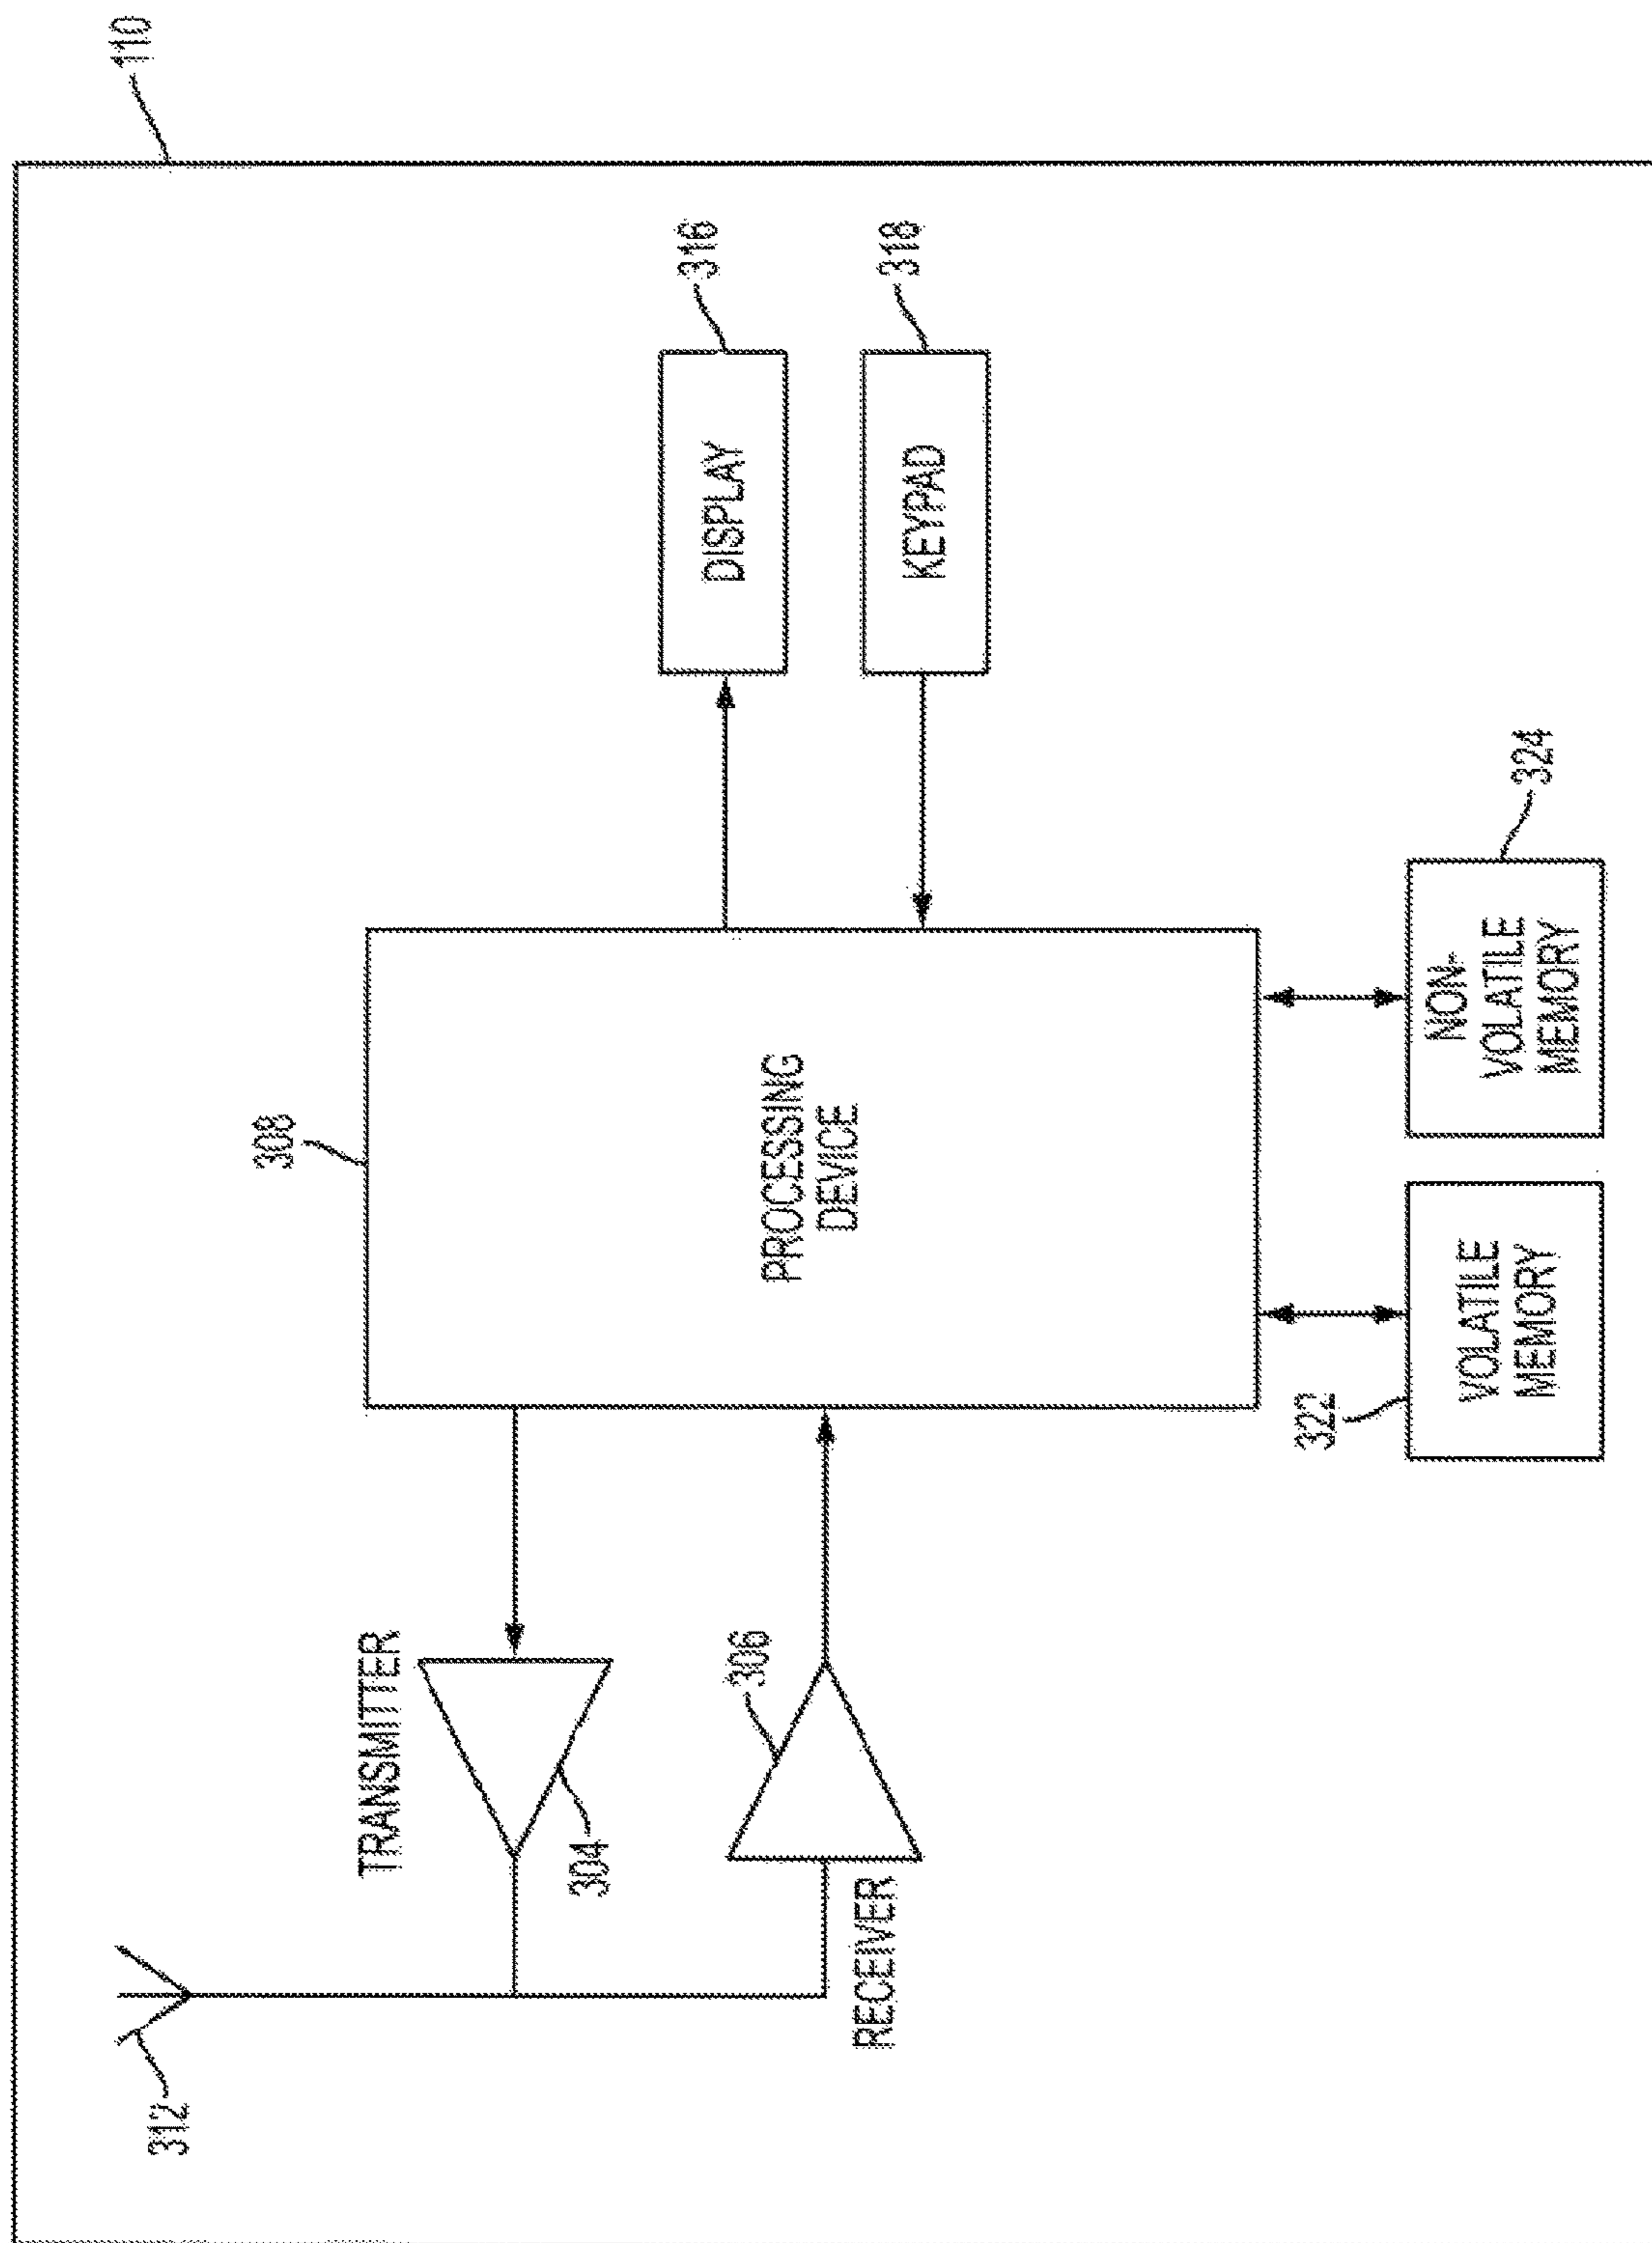 110
312
TRANSMITTER
304
306
RECEIVER
308
PROCESSING
DEVICE
DISPLAY
316
KEYPAD
318
322
VOLATILE
MEMORY
NON-
VOLATILE
MEMORY
324